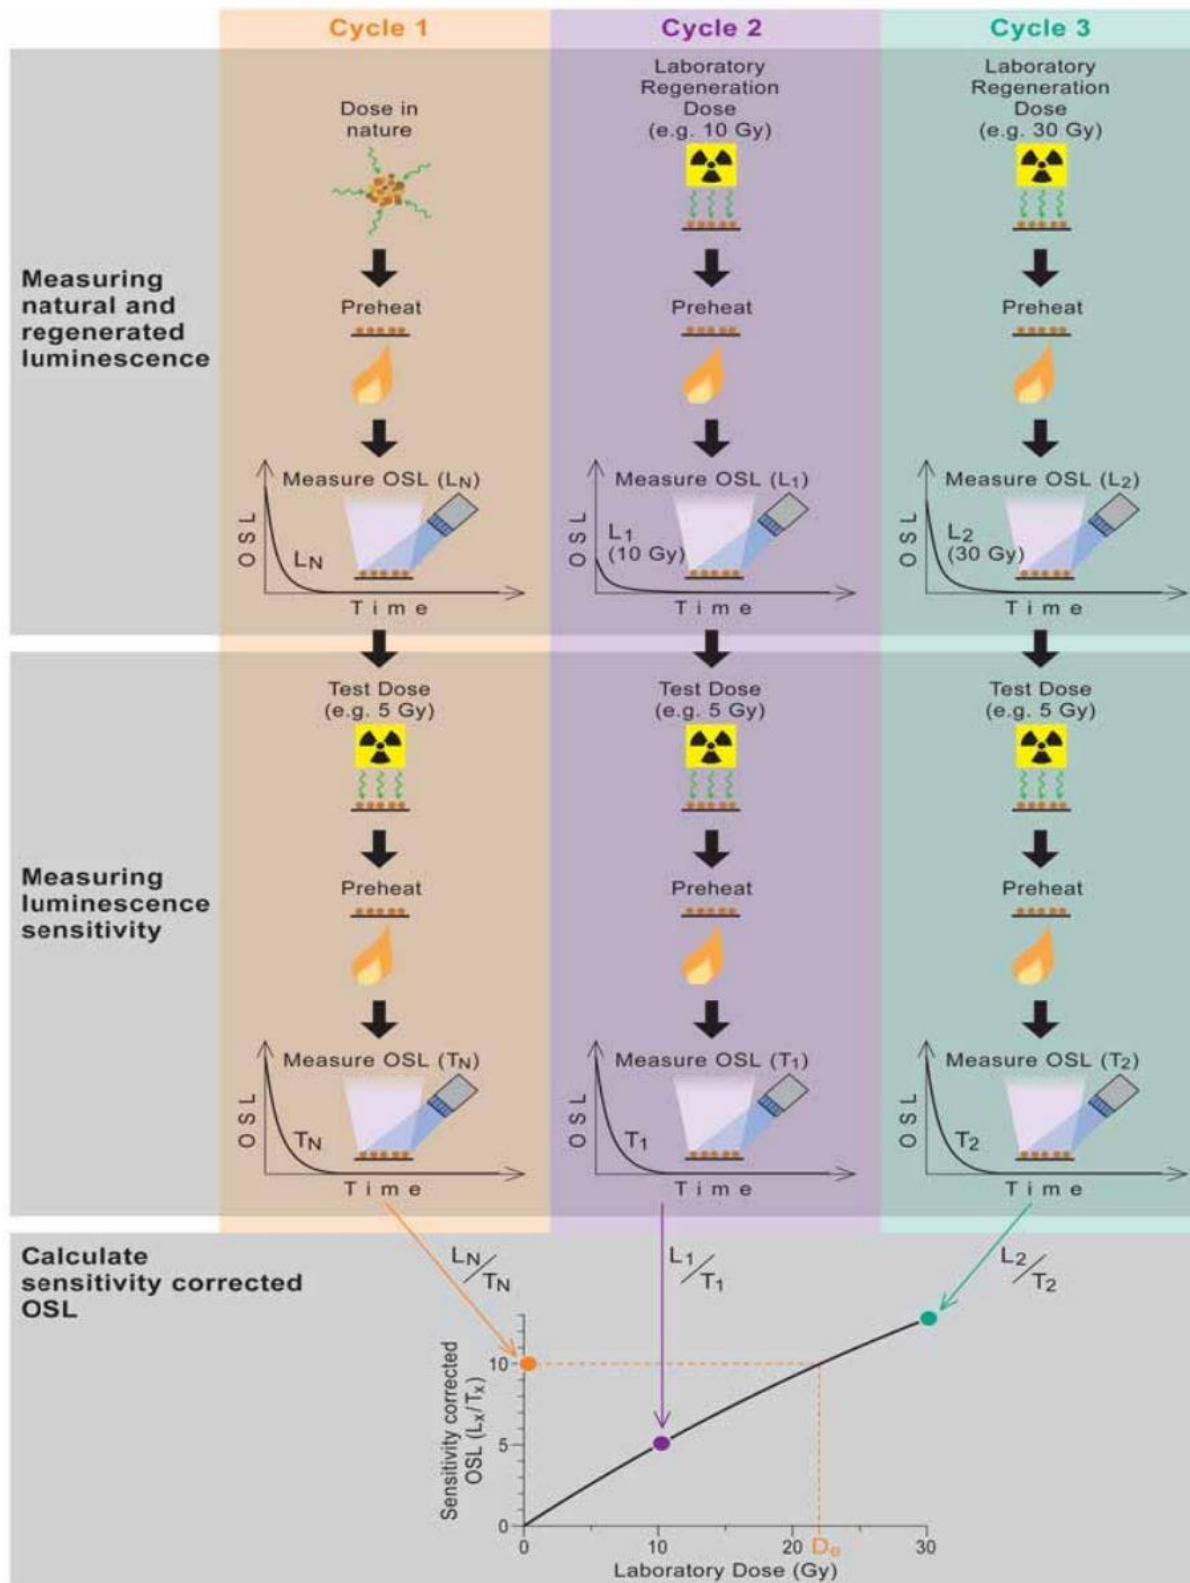 Cycle 1
Cycle 2
Cycle 3
Dose in
nature
Laboratory
Regeneration
Dose
(e.g. 10 Gy)
Laboratory
Regeneration
Dose
(e.g. 30 Gy)
Measuring
natural and
regenerated
luminescence
Preheat
Preheat
Preheat
Measure OSL (LN)
OSL
LN
Time
Measure OSL (L1)
OSL
L1
(10 Gy)
Time
Measure OSL (L2)
OSL
L2
(30 Gy)
Time
Test Dose
(e.g. 5 Gy)
Test Dose
(e.g. 5 Gy)
Test Dose
(e.g. 5 Gy)
Measuring
luminescence
sensitivity
Preheat
Preheat
Preheat
Measure OSL (TN)
OSL
TN
Time
Measure OSL (T1)
OSL
T1
Time
Measure OSL (T2)
OSL
T2
Time
Calculate
sensitivity corrected
OSL
LN/TN
L1/T1
L2/T2
Sensitivity corrected
OSL (Lx/Tx)
10
5
0
0
10
20
De
30
Laboratory Dose (Gy)